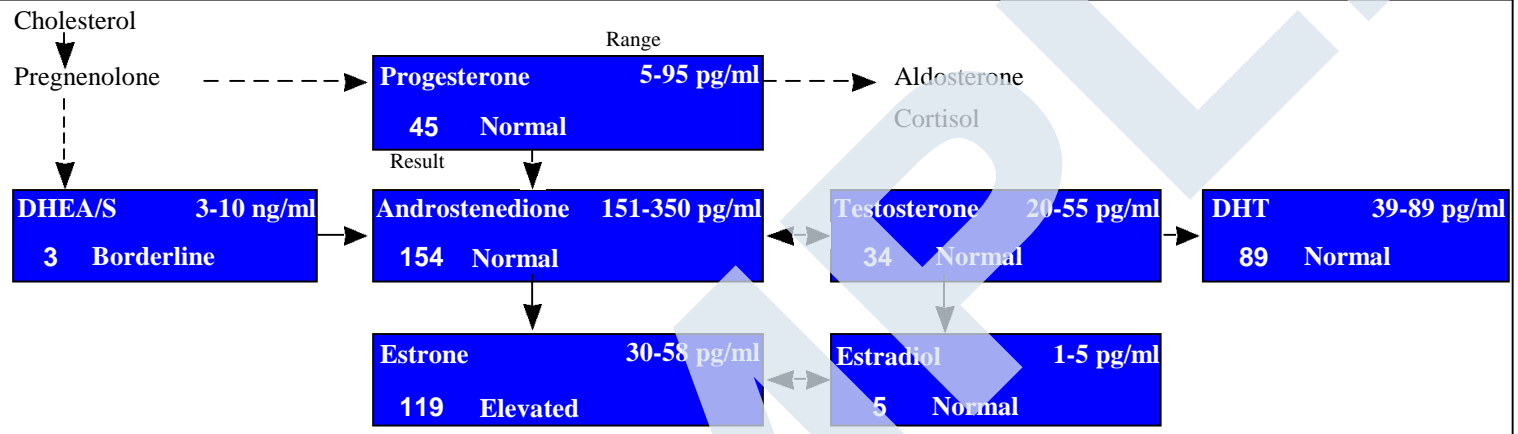 Cholesterol
Range
Pregnenolone
Progesterone 5-95 pg/ml
45 Normal
Aldosterone
Cortisol
Result
DHEA/S 3-10 ng/ml
3 Borderline
Androstenedione 151-350 pg/ml
154 Normal
Testosterone 20-55 pg/ml
34 Normal
DHT 39-89 pg/ml
89 Normal
Estrone 30-58 pg/ml
119 Elevated
Estradiol 1-5 pg/ml
5 Normal